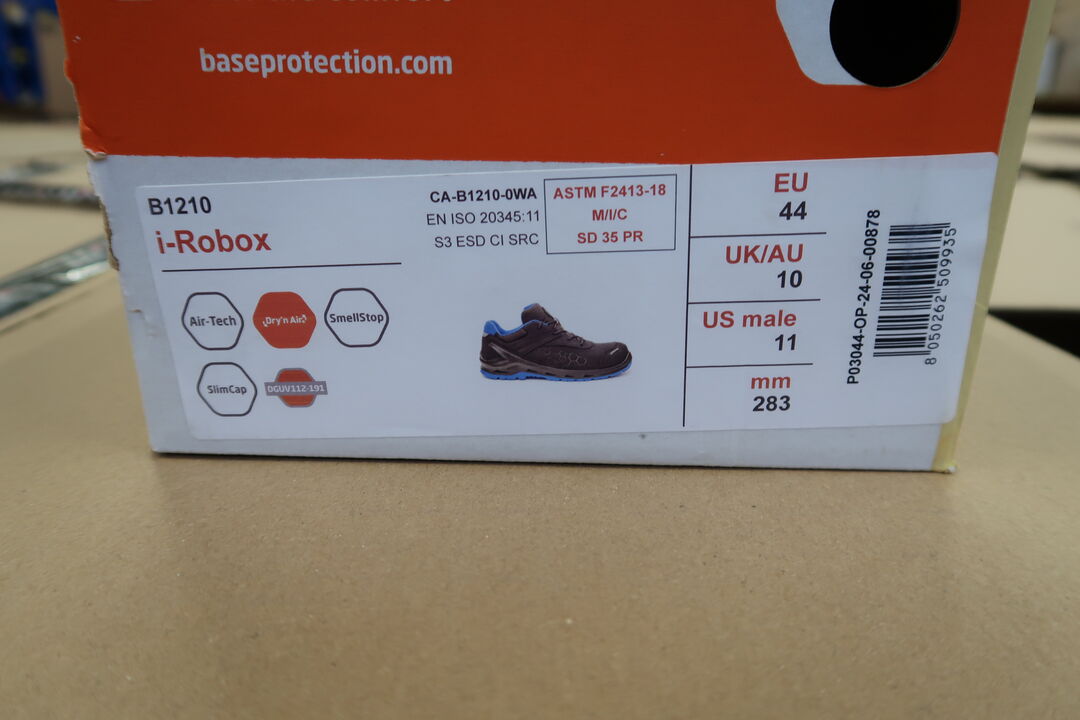 baseprotection.com
B1210
i-Robox
CA-B1210-0WA
EN ISO 20345:11
S3 ESD CI SRC
ASTM F2413-18
M/I/C
SD 35 PR
Air-Tech
Dry'n Air
SmellStop
SlimCap
DGUV112-191
EU
44
UK/AU
10
US male
11
mm
283
P03044-OP-24-06-00878
8 050262 509935